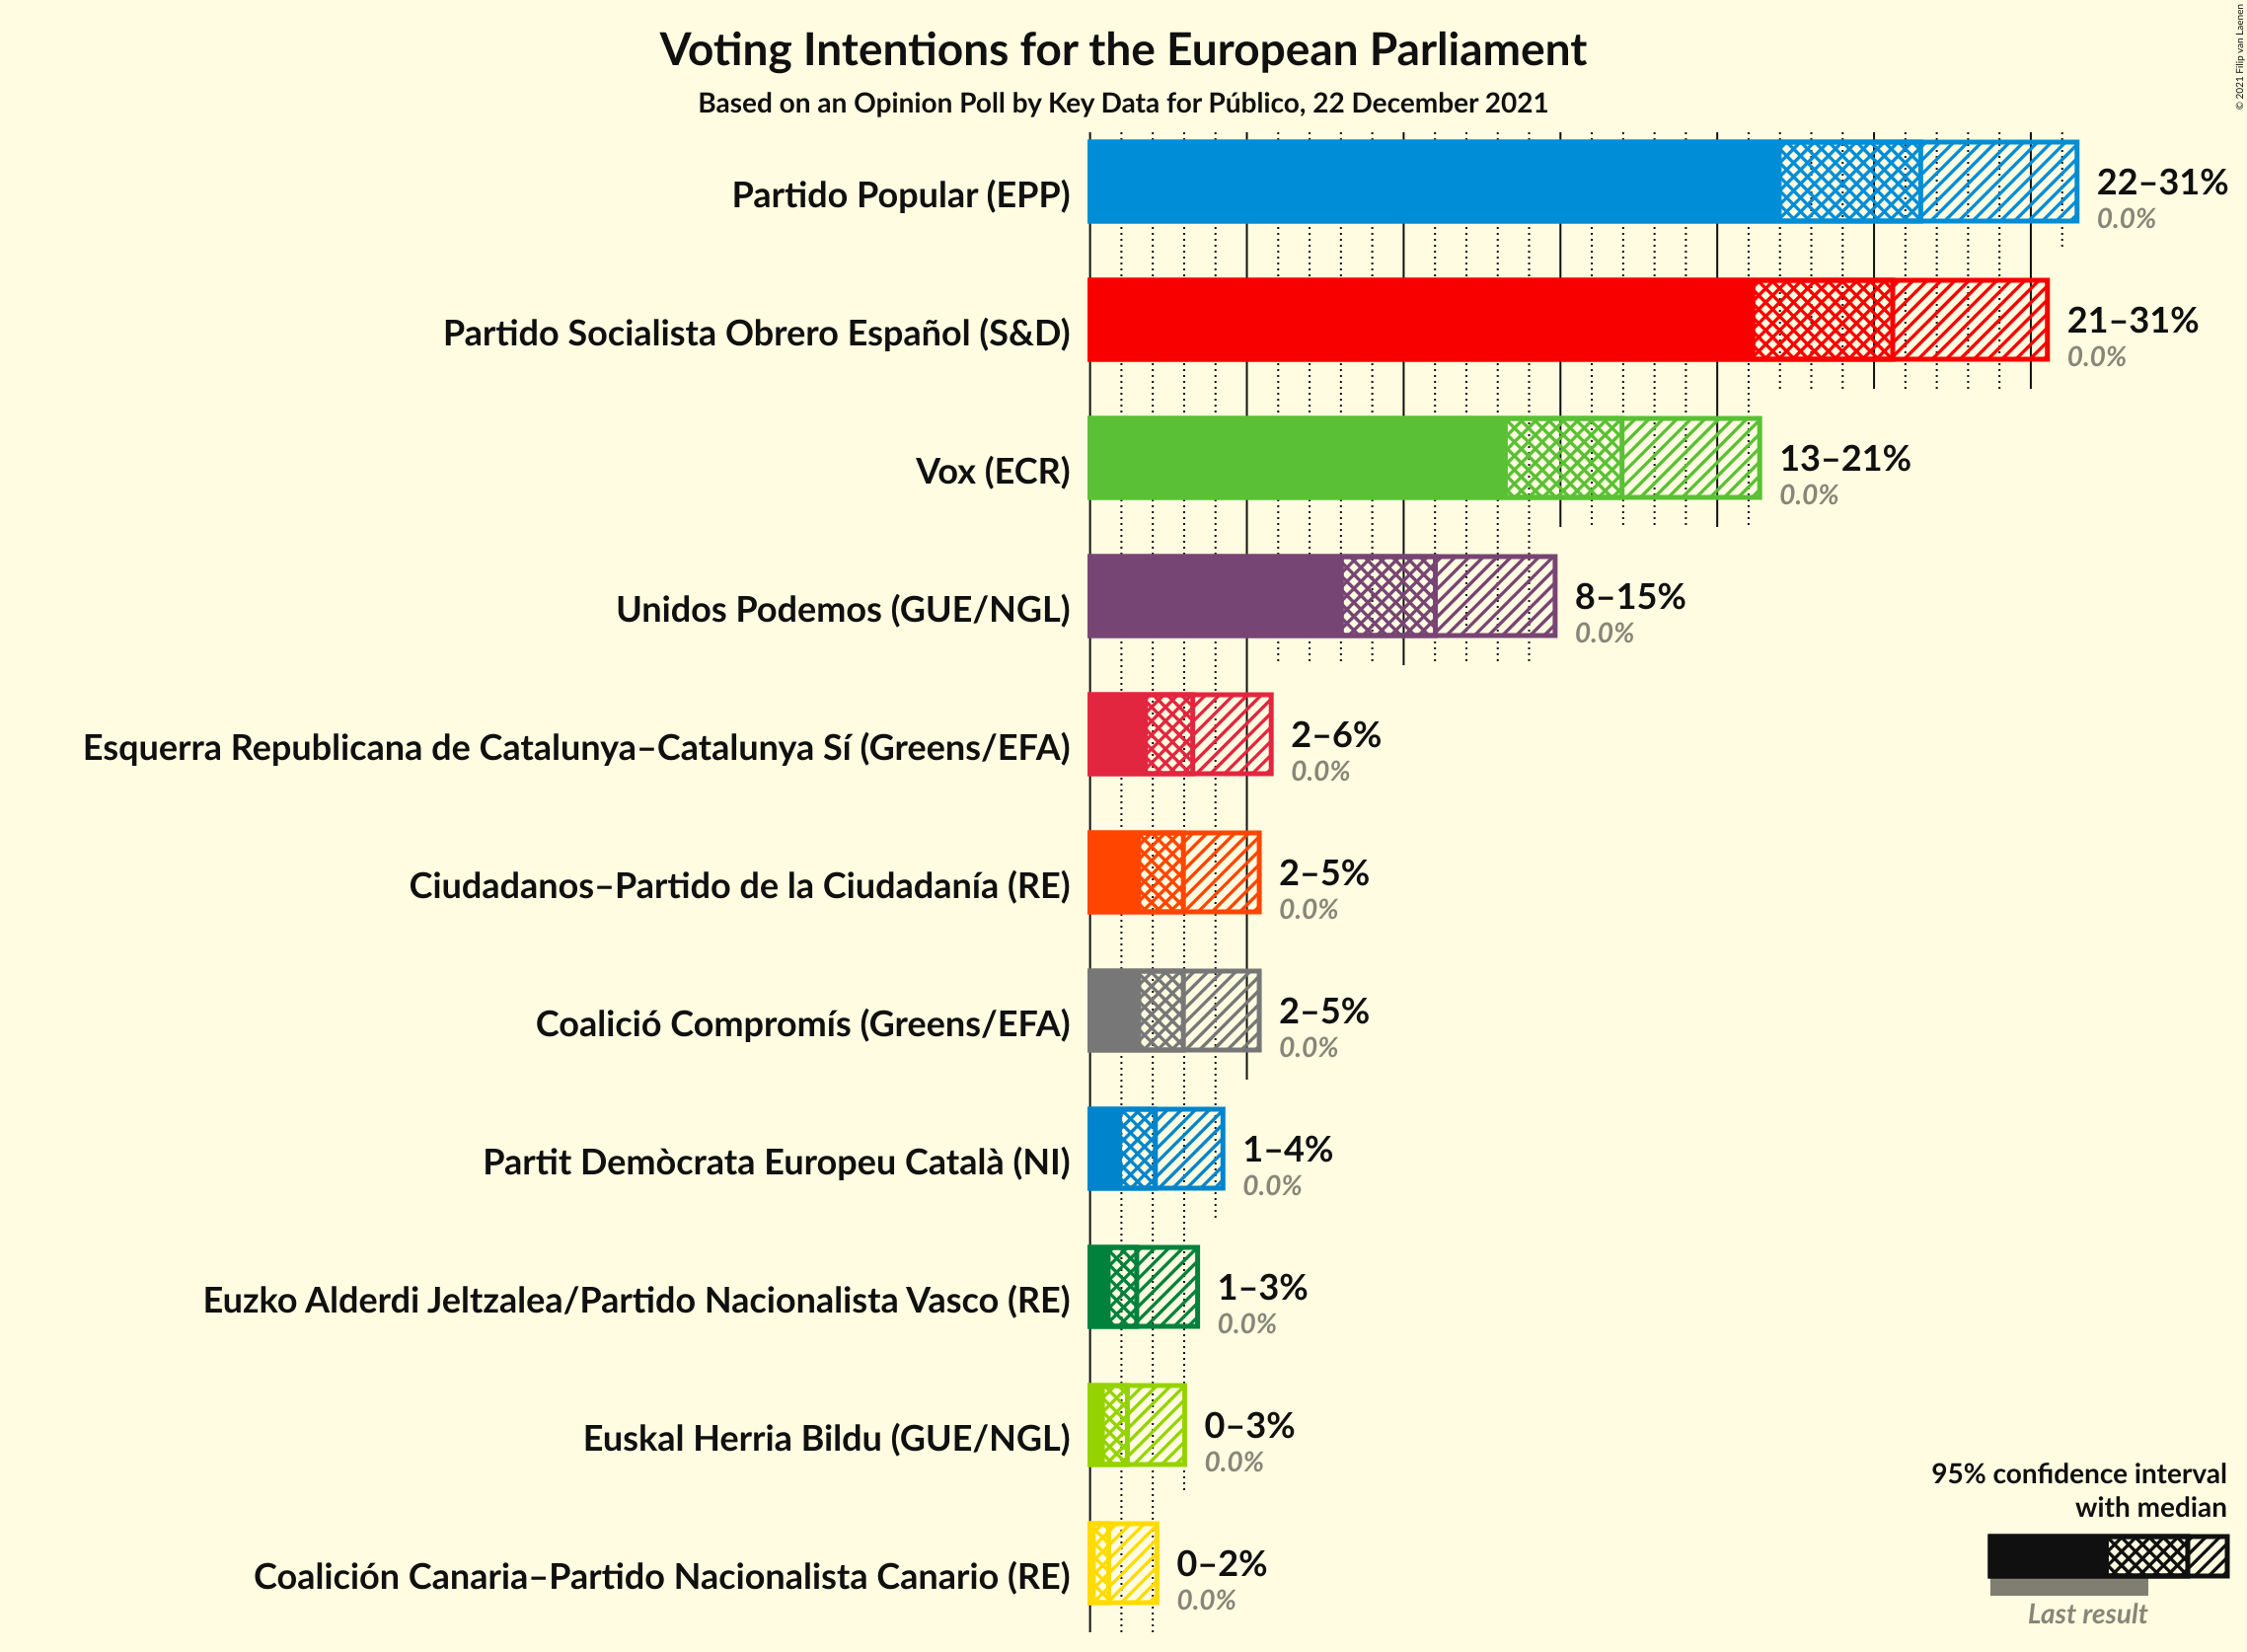 Voting Intentions for the European Parliament
Based on an Opinion Poll by Key Data for Público, 22 December 2021
© 2021 Filip van Laenen
Partido Popular (EPP)
22–31%
0.0%
Partido Socialista Obrero Español (S&D)
21–31%
0.0%
Vox (ECR)
13–21%
0.0%
Unidos Podemos (GUE/NGL)
8–15%
0.0%
Esquerra Republicana de Catalunya–Catalunya Sí (Greens/EFA)
2–6%
0.0%
Ciudadanos–Partido de la Ciudadanía (RE)
2–5%
0.0%
Coalició Compromís (Greens/EFA)
2–5%
0.0%
Partit Demòcrata Europeu Català (NI)
1–4%
0.0%
Euzko Alderdi Jeltzalea/Partido Nacionalista Vasco (RE)
1–3%
0.0%
Euskal Herria Bildu (GUE/NGL)
0–3%
0.0%
Coalición Canaria–Partido Nacionalista Canario (RE)
0–2%
0.0%
95% confidence interval
with median
Last result